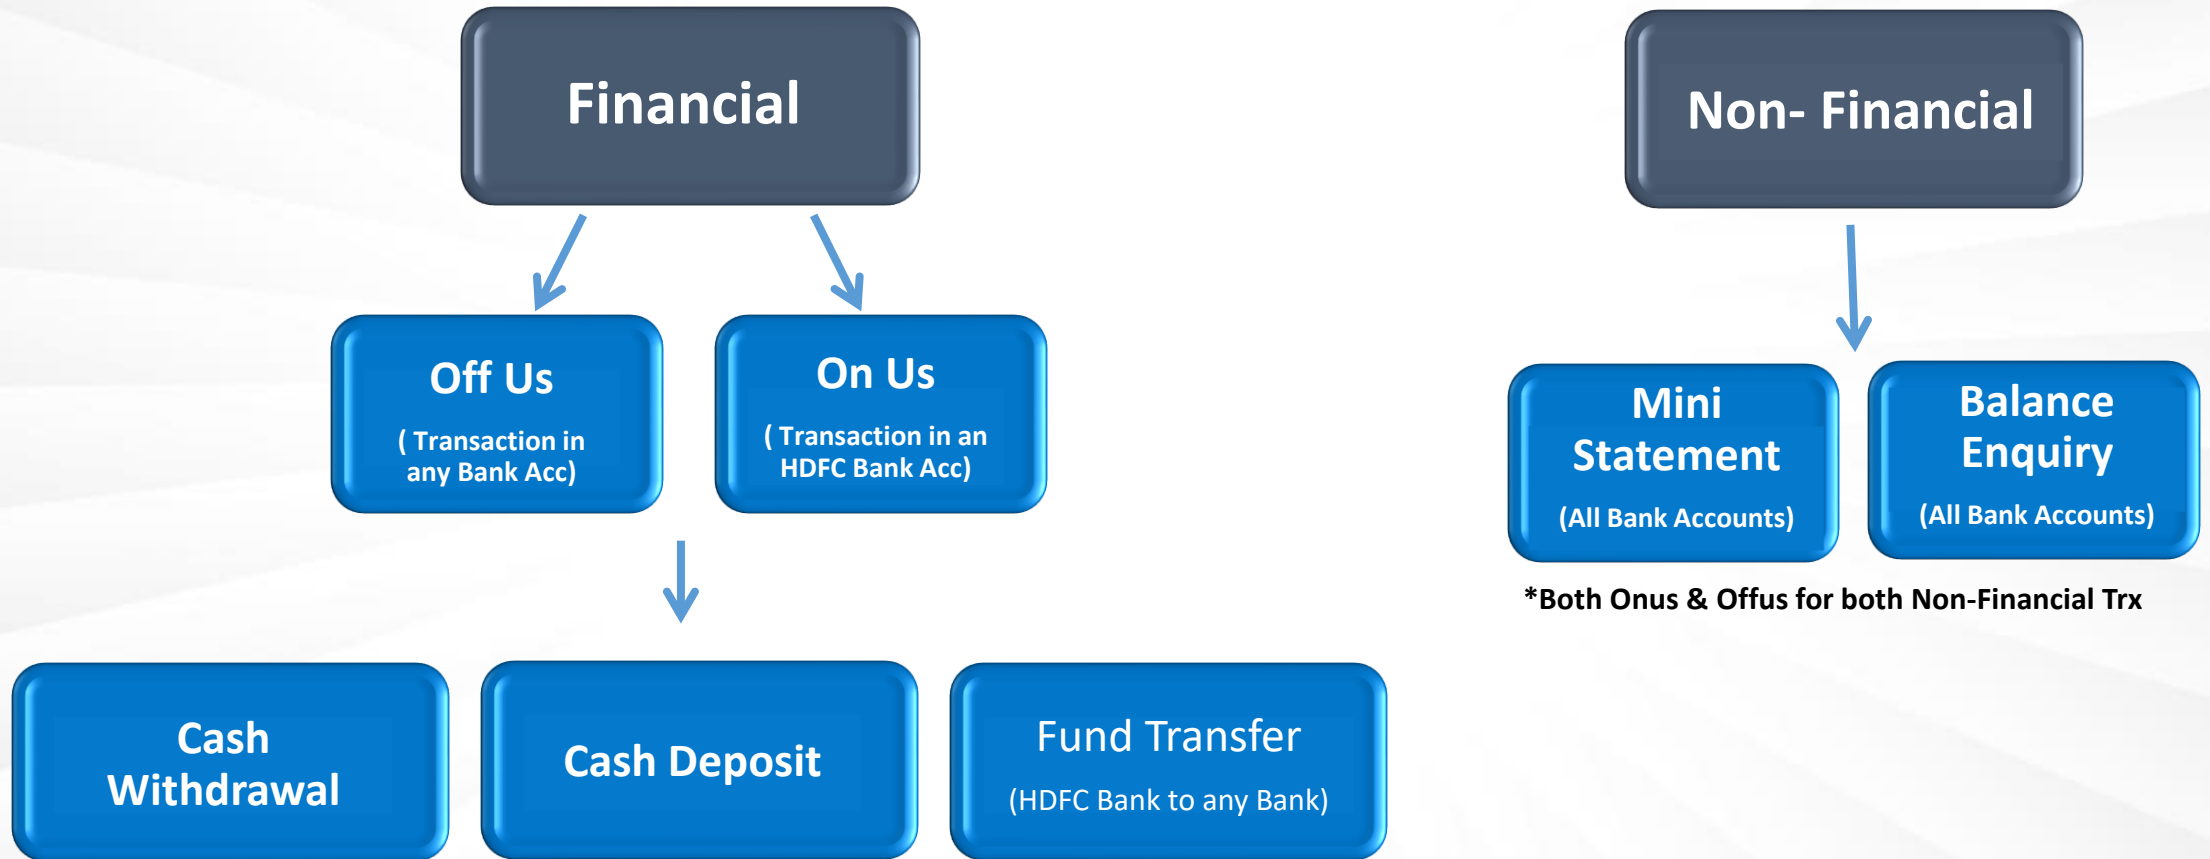 Financial
Non- Financial
Off Us
( Transaction in
any Bank Acc)
On Us
( Transaction in an
HDFC Bank Acc)
Mini
Statement
(All Bank Accounts)
Balance
Enquiry
(All Bank Accounts)
*Both Onus & Offus for both Non-Financial Trx
Cash
Withdrawal
Cash Deposit
Fund Transfer
(HDFC Bank to any Bank)